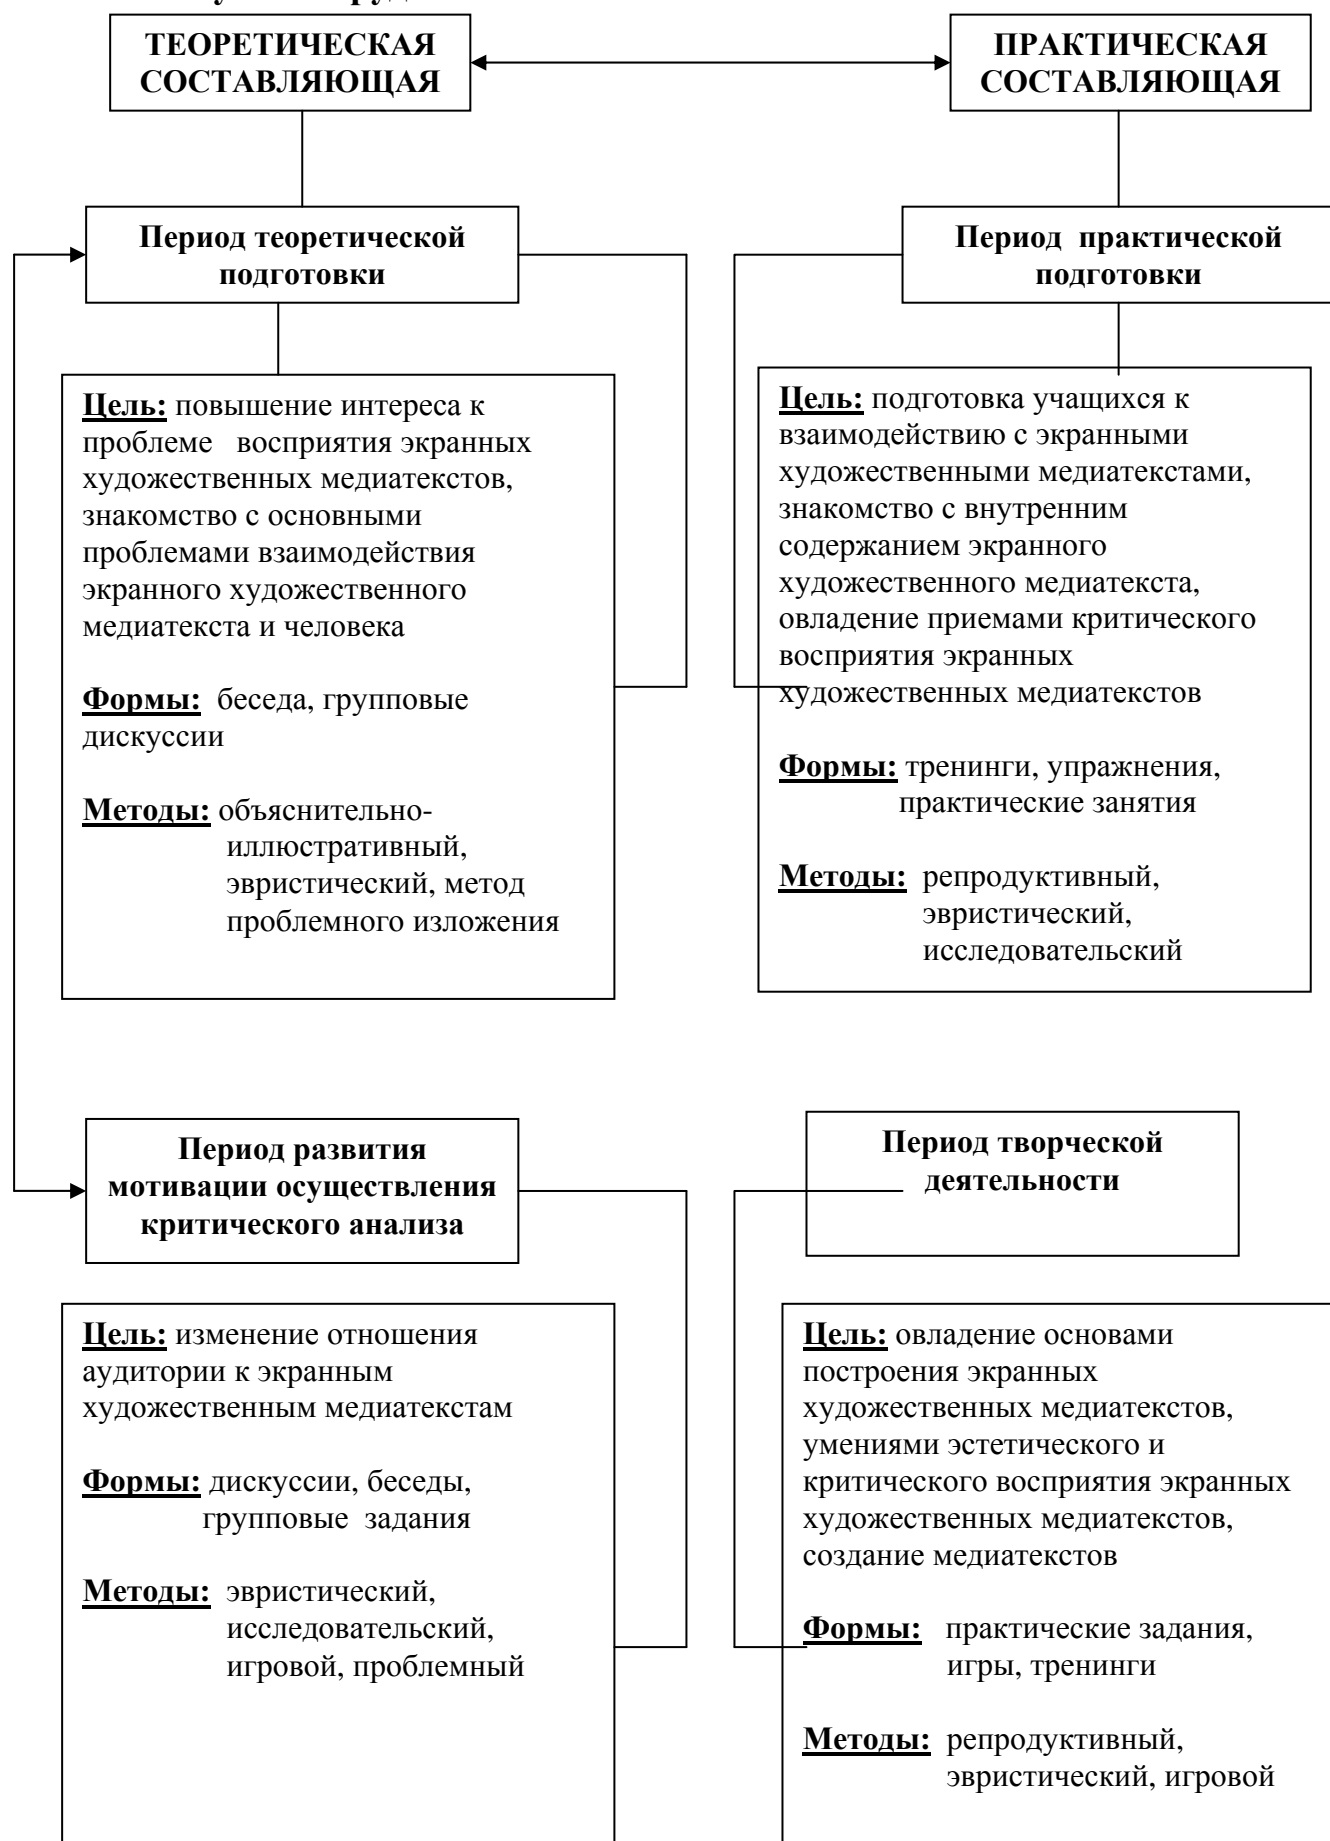 ТЕОРЕТИЧЕСКАЯ
СОСТАВЛЯЮЩАЯ
ПРАКТИЧЕСКАЯ
СОСТАВЛЯЮЩАЯ
Период теоретической
подготовки
Период практической
подготовки
Цель: повышение интереса к
проблеме восприятия экранных
художественных медиатекстов,
знакомство с основными
проблемами взаимодействия
экранного художественного
медиатекста и человека
Формы: беседа, групповые
дискуссии
Методы: объяснительно-
иллюстративный,
эвристический, метод
проблемного изложения
Цель: подготовка учащихся к
взаимодействию с экранными
художественными медиатекстами,
знакомство с внутренним
содержанием экранного
художественного медиатекста,
овладение приемами критического
восприятия экранных
художественных медиатекстов
Формы: тренинги, упражнения,
практические занятия
Методы: репродуктивный,
эвристический,
исследовательский
Период развития
мотивации осуществления
критического анализа
Период творческой
деятельности
Цель: изменение отношения
аудитории к экранным
художественным медиатекстам
Формы: дискуссии, беседы,
групповые задания
Методы: эвристический,
исследовательский,
игровой, проблемный
Цель: овладение основами
построения экранных
художественных медиатекстов,
умениями эстетического и
критического восприятия экранных
художественных медиатекстов,
создание медиатекстов
Формы: практические задания,
игры, тренинги
Методы: репродуктивный,
эвристический, игровой